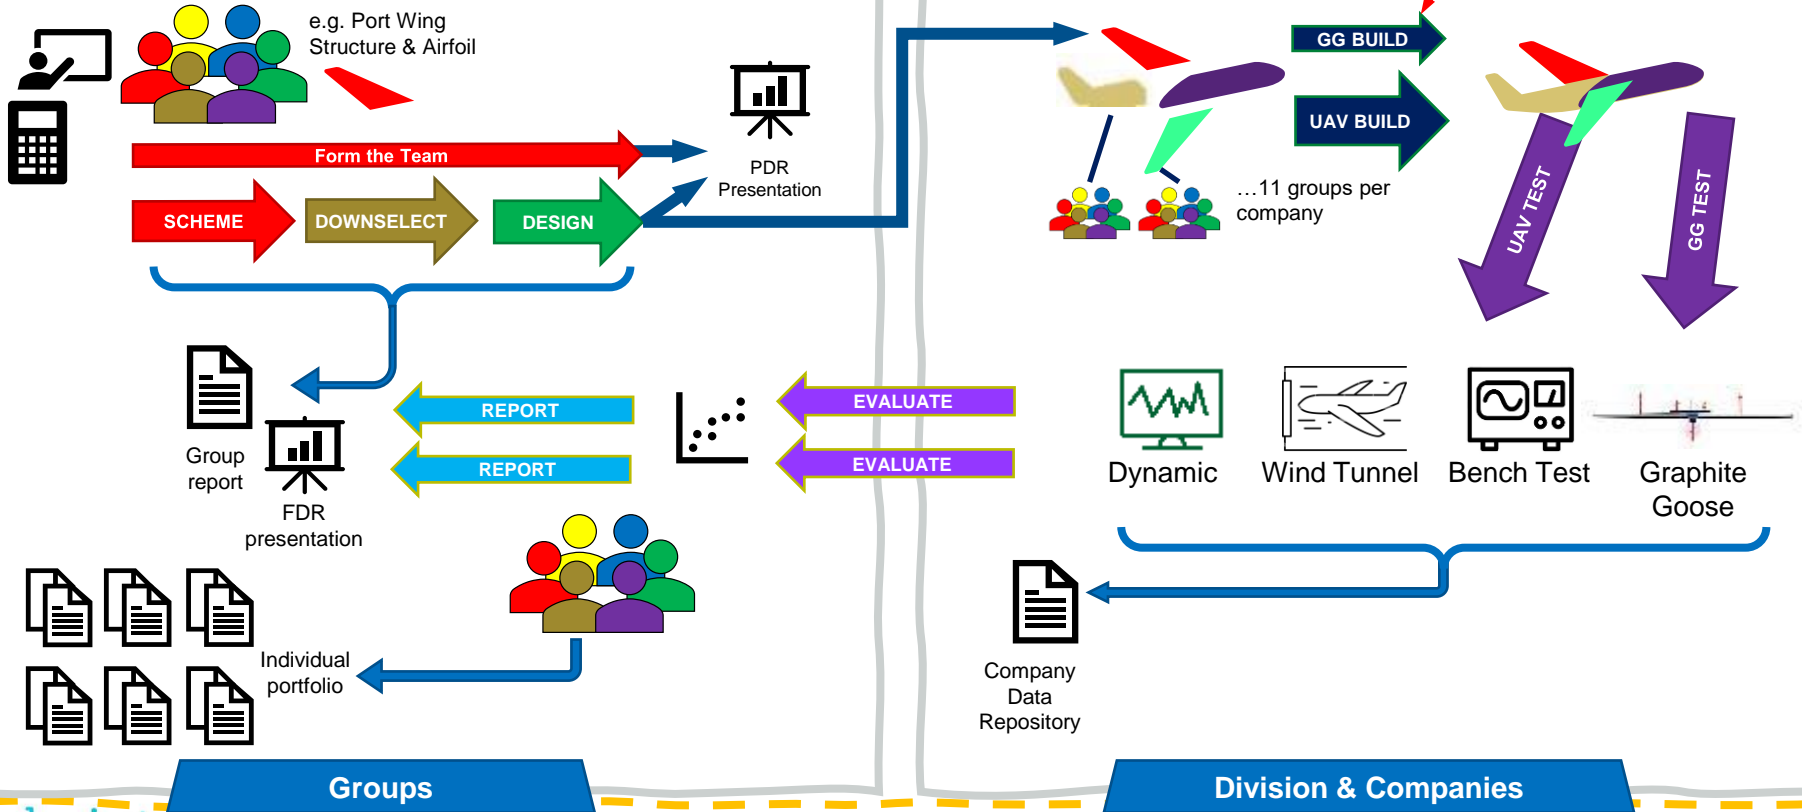 e.g. Port Wing
Structure & Airfoil
Form the Team
SCHEME
DOWNSELECT
DESIGN
PDR
Presentation
GG BUILD
UAV BUILD
…11 groups per
company
UAV TEST
GG TEST
Group
report
FDR
presentation
REPORT
REPORT
EVALUATE
EVALUATE
Dynamic
Wind Tunnel
Bench Test
Graphite
Goose
Individual
portfolio
Company
Data
Repository
Groups
Division & Companies